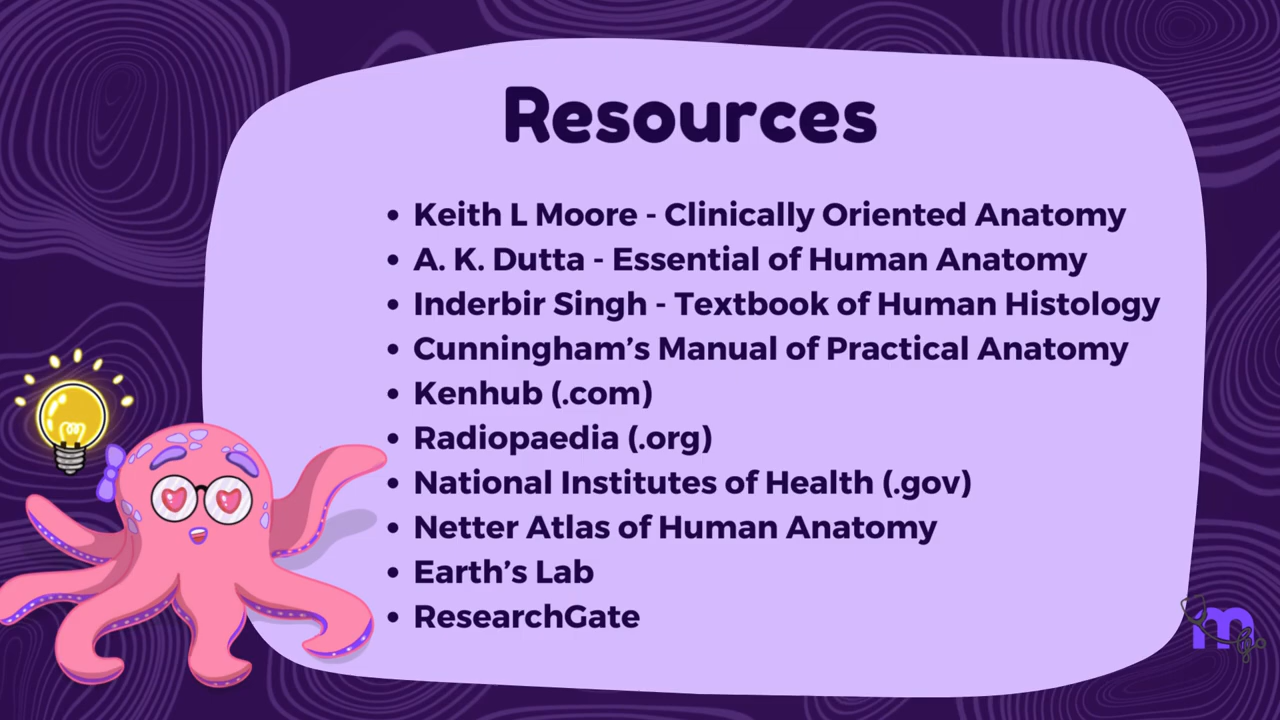 Resources
• Keith L Moore - Clinically Oriented Anatomy
• A. K. Dutta - Essential of Human Anatomy
• Inderbir Singh - Textbook of Human Histology
• Cunningham’s Manual of Practical Anatomy
• Kenhub (.com)
• Radiopaedia (.org)
• National Institutes of Health (.gov)
• Netter Atlas of Human Anatomy
• Earth’s Lab
• ResearchGate
m